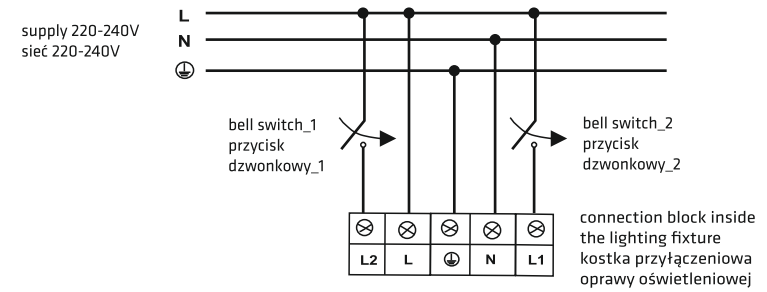 L
supply 220-240V
N
sieć 220-240V
bell switch_1
przycisk
dzwonkowy_1
bell switch_2
przycisk
dzwonkowy_2
connection block inside
the lighting fixture
kostka przyłączeniowa
oprawy oświetleniowej
L2 L N L1